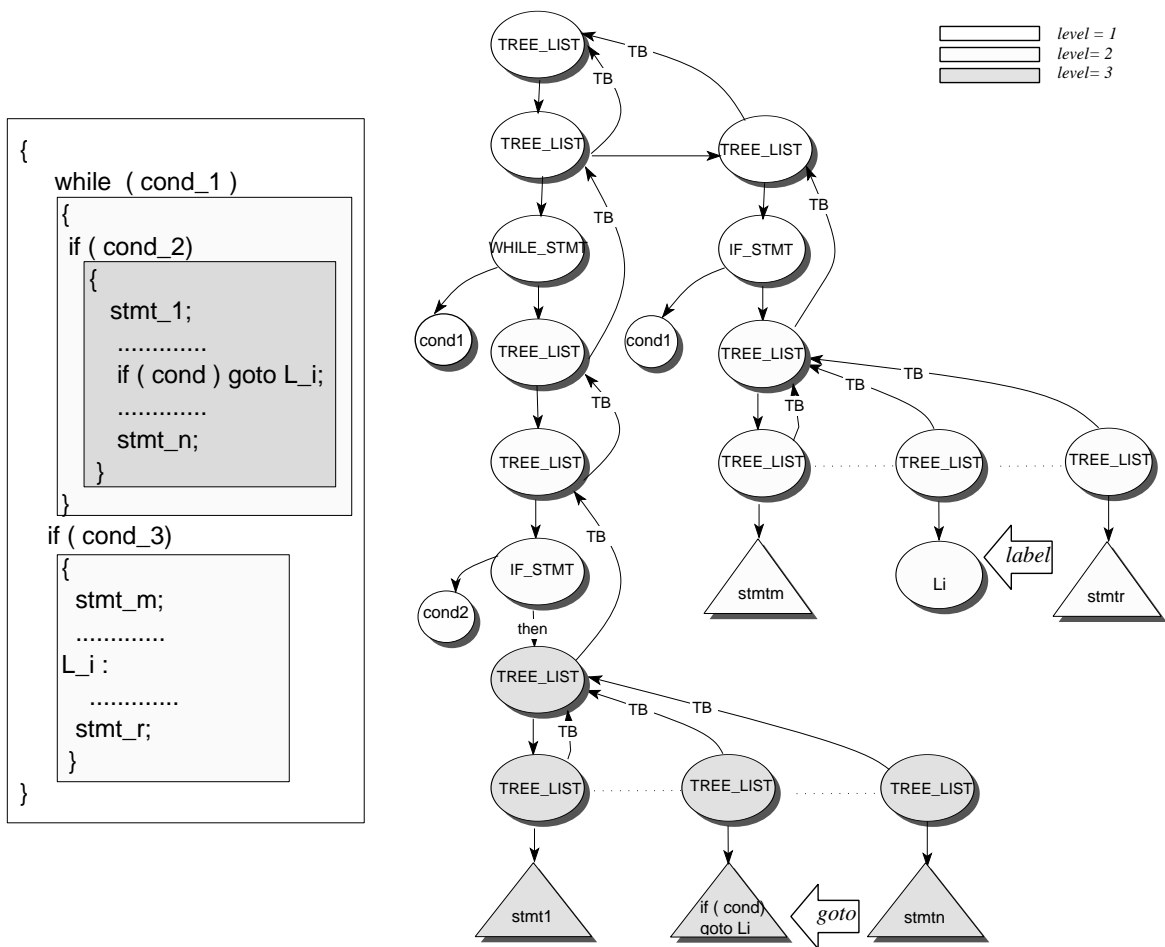 {
while ( cond_1 )
{
if ( cond_2)
{
stmt_1;
.............
if ( cond ) goto L_i;
.............
stmt_n;
}
}
if ( cond_3)
{
stmt_m;
.............
L_i :
.............
stmt_r;
}
}
level = 1
level = 2
level= 3
TREE_LIST
TB
TB
TREE_LIST
TREE_LIST
TB
TB
WHILE_STMT
IF_STMT
cond1
cond1
TREE_LIST
TREE_LIST
TB
TB
TB
TB
TREE_LIST
TREE_LIST
TREE_LIST
TREE_LIST
TB
IF_STMT
cond2
then
stmtm
Li
label
stmtr
TREE_LIST
TB
TB
TB
TREE_LIST
TREE_LIST
TREE_LIST
stmt1
if ( cond)
goto Li
goto
stmtn